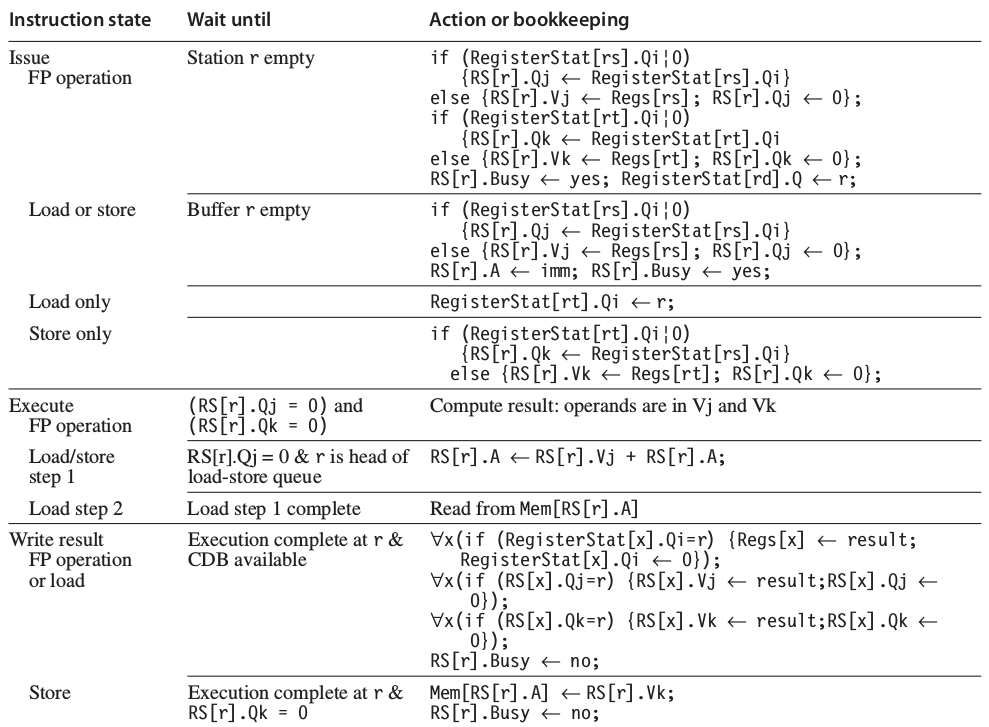 Instruction state Wait until Action or bookkeeping
Issue
FP operation
Station r empty
if (RegisterStat[rs].Qi¦0)
{RS[r].Qj ← RegisterStat[rs].Qi}
else {RS[r].Vj ← Regs[rs]; RS[r].Qj ← 0};
if (RegisterStat[rt].Qi¦0)
{RS[r].Qk ← RegisterStat[rt].Qi
else {RS[r].Vk ← Regs[rt]; RS[r].Qk ← 0};
RS[r].Busy ← yes; RegisterStat[rd].Q ← r;
Load or store
Buffer r empty
if (RegisterStat[rs].Qi¦0)
{RS[r].Qj ← RegisterStat[rs].Qi}
else {RS[r].Vj ← Regs[rs]; RS[r].Qj ← 0};
RS[r].A ← imm; RS[r].Busy ← yes;
Load only
RegisterStat[rt].Qi ← r;
Store only
if (RegisterStat[rt].Qi¦0)
{RS[r].Qk ← RegisterStat[rs].Qi}
else {RS[r].Vk ← Regs[rt]; RS[r].Qk ← 0};
Execute
FP operation
(RS[r].Qj = 0) and
(RS[r].Qk = 0)
Compute result: operands are in Vj and Vk
Load/store
step 1
RS[r].Qj = 0 & r is head of
load-store queue
RS[r].A ← RS[r].Vj + RS[r].A;
Load step 2
Load step 1 complete
Read from Mem[RS[r].A]
Write result
FP operation
or load
Execution complete at r &
CDB available
∀x(if (RegisterStat[x].Qi=r) {Regs[x] ← result;
RegisterStat[x].Qi ← 0});
∀x(if (RS[x].Qj=r) {RS[x].Vj ← result;RS[x].Qj ←
0});
∀x(if (RS[x].Qk=r) {RS[x].Vk ← result;RS[x].Qk ←
0});
RS[r].Busy ← no;
Store
Execution complete at r &
RS[r].Qk = 0
Mem[RS[r].A] ← RS[r].Vk;
RS[r].Busy ← no;